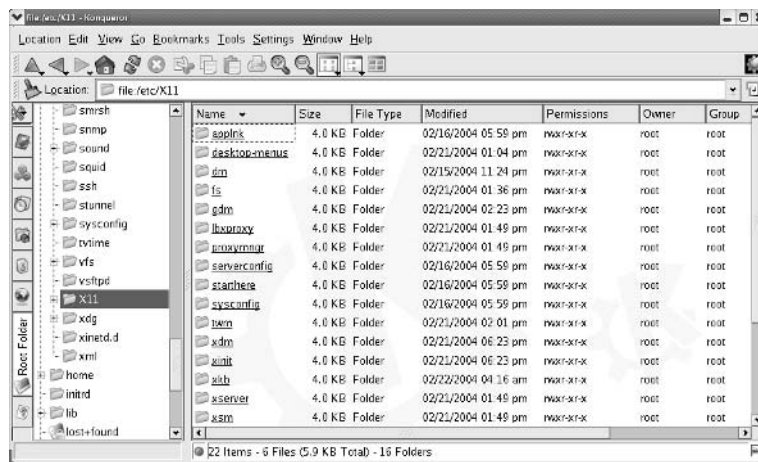 file:/etc/X11 - Konqueror
Location Edit View Go Bookmarks Tools Settings Window Help
Location: file:/etc/X11
Root Folder
smrsh
snmp
sound
squid
ssh
stunnel
sysconfig
tvtime
vfs
vsftpd
X11
xdg
xinetd.d
xml
home
initrd
lib
lost+found
Name Size File Type Modified Permissions Owner Group
applnk 4.0 KB Folder 02/16/2004 05:59 pm rwxr-xr-x root root
desktop-menus 4.0 KB Folder 02/21/2004 01:04 pm rwxr-xr-x root root
dm 4.0 KB Folder 02/15/2004 11:24 pm rwxr-xr-x root root
fs 4.0 KB Folder 02/21/2004 01:36 pm rwxr-xr-x root root
gdm 4.0 KB Folder 02/21/2004 02:23 pm rwxr-xr-x root root
lbxproxy 4.0 KB Folder 02/21/2004 01:49 pm rwxr-xr-x root root
proxymngr 4.0 KB Folder 02/21/2004 01:49 pm rwxr-xr-x root root
serverconfig 4.0 KB Folder 02/16/2004 05:59 pm rwxr-xr-x root root
starthere 4.0 KB Folder 02/16/2004 05:59 pm rwxr-xr-x root root
sysconfig 4.0 KB Folder 02/16/2004 05:59 pm rwxr-xr-x root root
twm 4.0 KB Folder 02/21/2004 02:01 pm rwxr-xr-x root root
xdm 4.0 KB Folder 02/21/2004 06:23 pm rwxr-xr-x root root
xinit 4.0 KB Folder 02/21/2004 06:23 pm rwxr-xr-x root root
xkb 4.0 KB Folder 02/22/2004 04:16 am rwxr-xr-x root root
xserver 4.0 KB Folder 02/21/2004 01:49 pm rwxr-xr-x root root
xsm 4.0 KB Folder 02/21/2004 01:49 pm rwxr-xr-x root root
22 Items - 6 Files (5.9 KB Total) - 16 Folders